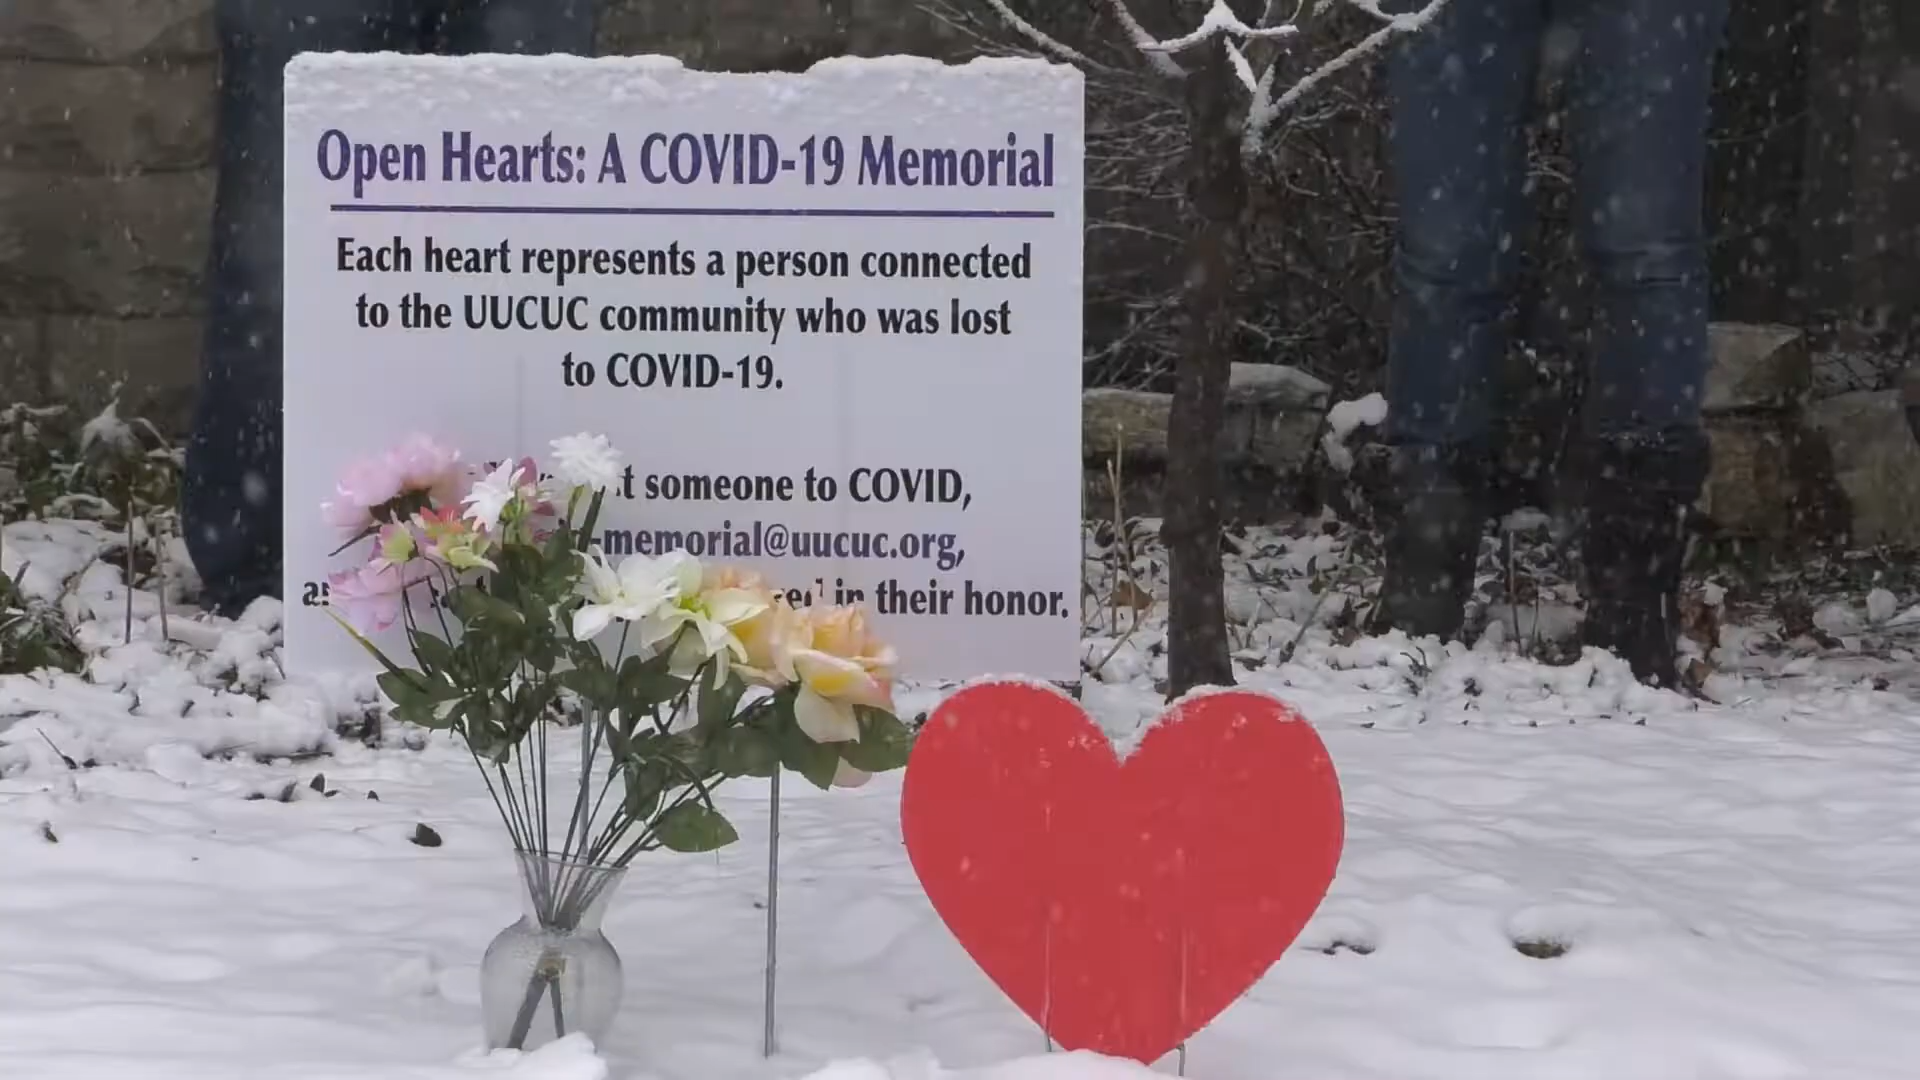 Open Hearts: A COVID-19 Memorial
Each heart represents a person connected
to the UUCUC community who was lost
to COVID-19.
someone to COVID,
-memorial@uucuc.org,
in their honor.